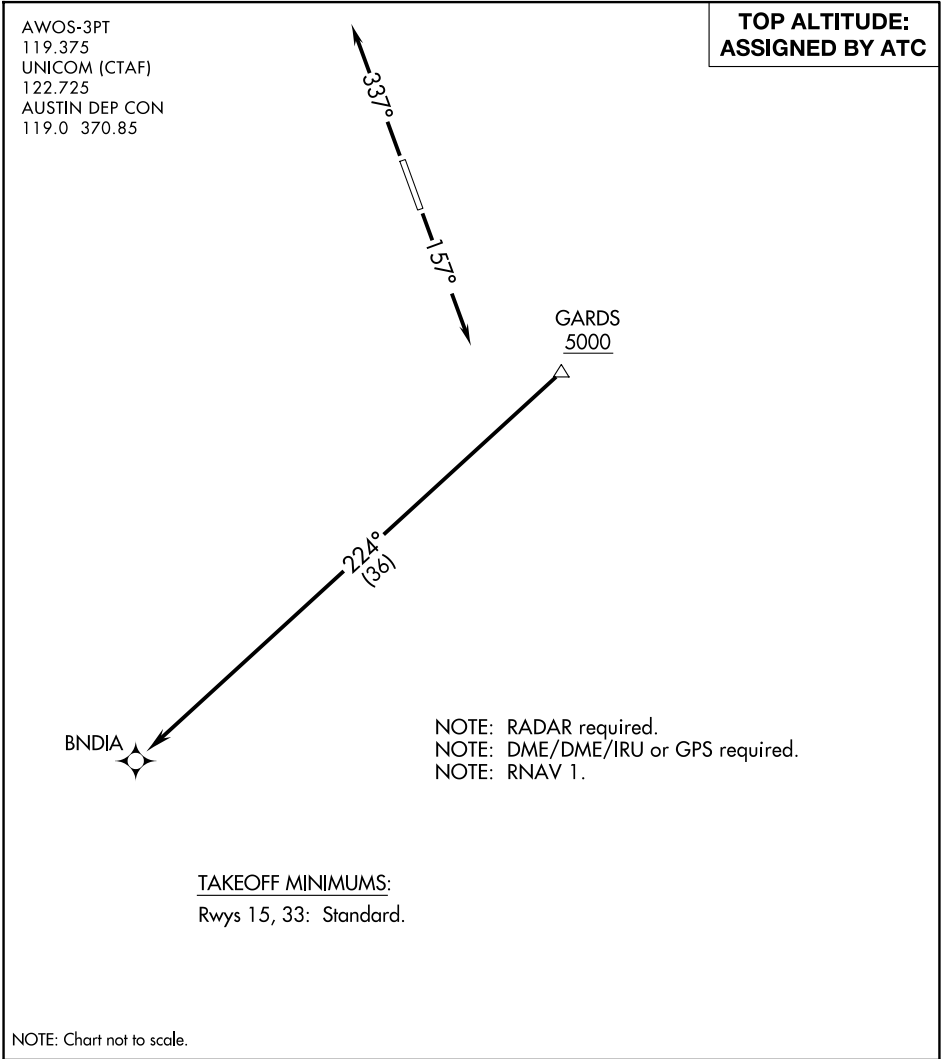 AWOS-3PT
119.375
UNICOM (CTAF)
122.725
AUSTIN DEP CON
119.0 370.85
TOP ALTITUDE:
ASSIGNED BY ATC
337°
157°
GARDS
5000
224°
(36)
BNDIA
NOTE: RADAR required.
NOTE: DME/DME/IRU or GPS required.
NOTE: RNAV 1.
TAKEOFF MINIMUMS:
Rwys 15, 33: Standard.
NOTE: Chart not to scale.